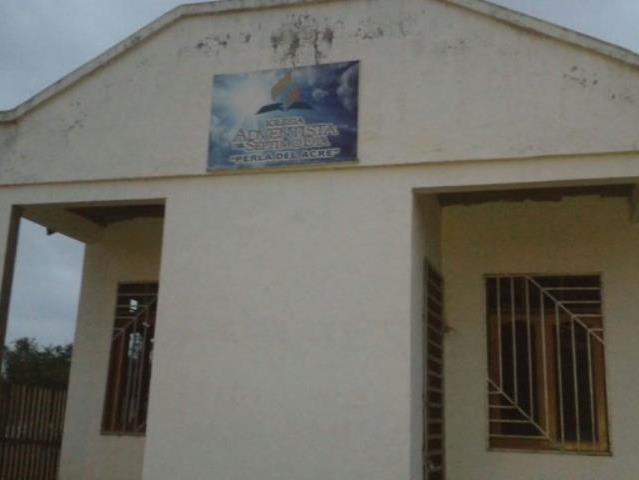 IGLESIA
ADVENTISTA
DEL SEPTIMO DIA
"PERLA DEL ACRE"